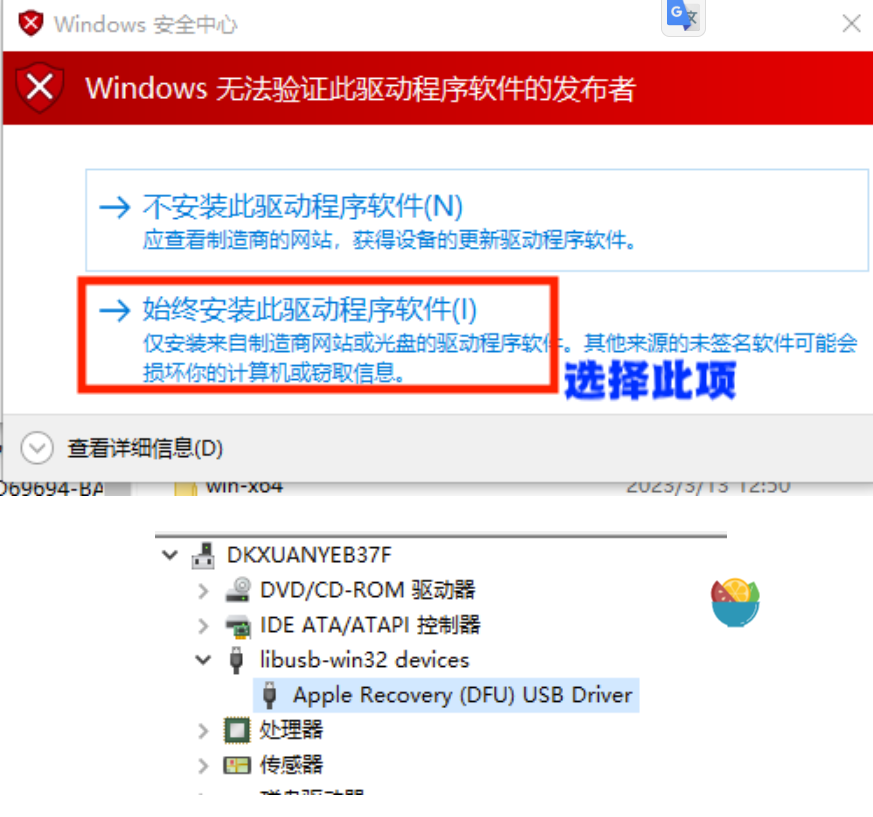 Windows 安全中心
G 文
Windows 无法验证此驱动程序软件的发布者
不安装此驱动程序软件(N)
应查看制造商的网站，获得设备的更新驱动程序软件。
始终安装此驱动程序软件(I)
仅安装来自制造商网站或光盘的驱动程序软件。其他来源的未签名软件可能会
损坏你的计算机或窃取信息。
选择此项
查看详细信息(D)
D69694-BA
win-x64
2023/3/13 12:50
DKXUANYEB37F
DVD/CD-ROM 驱动器
IDE ATA/ATAPI 控制器
libusb-win32 devices
Apple Recovery (DFU) USB Driver
处理器
传感器